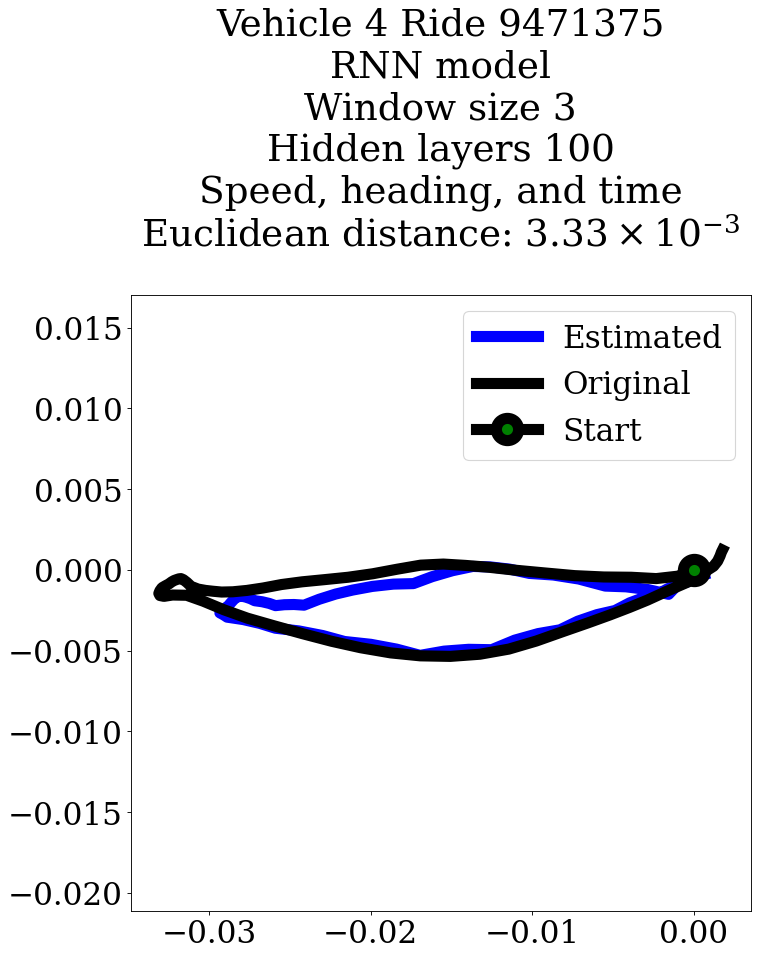 Vehicle 4 Ride 9471375
RNN model
Window size 3
Hidden layers 100
Speed, heading, and time
Euclidean distance: 3.33 × 10⁻³
Estimated
Original
Start
0.015
0.010
0.005
0.000
−0.005
−0.010
−0.015
−0.020
−0.03 −0.02 −0.01 0.00